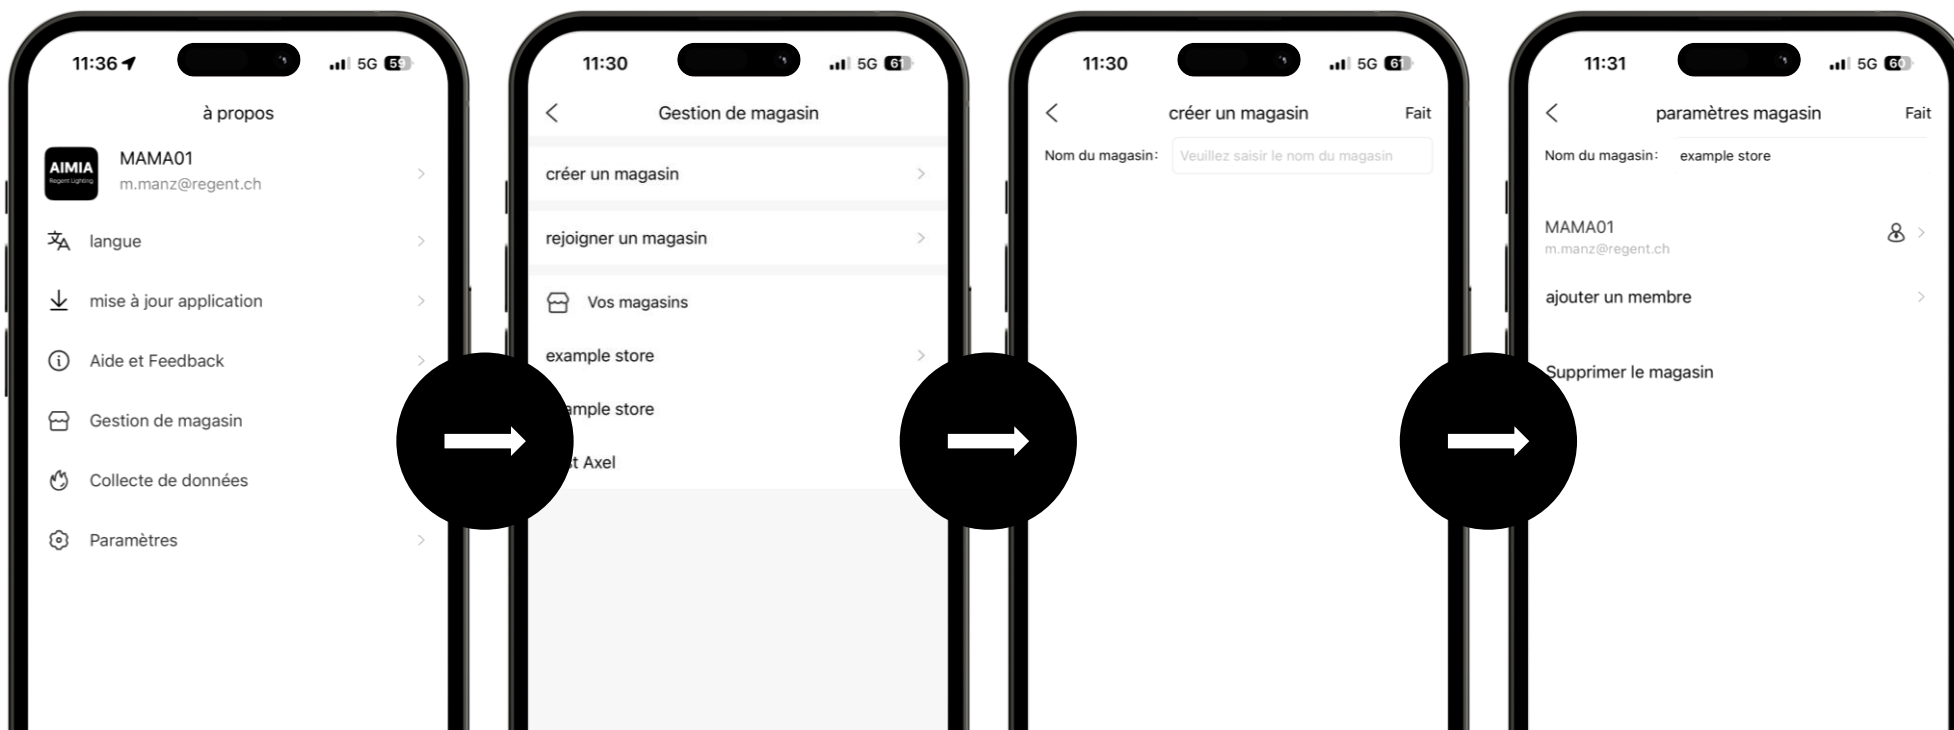 11:36
5G 59
à propos
AIMIA
Regent Lighting
MAMA01
m.manz@regent.ch
langue
mise à jour application
Aide et Feedback
Gestion de magasin
Collecte de données
Paramètres
11:30
5G 61
Gestion de magasin
créer un magasin
rejoigner un magasin
Vos magasins
example store
ample store
t Axel
11:30
5G 61
créer un magasin
Fait
Nom du magasin:
Veuillez saisir le nom du magasin
11:31
5G 60
paramètres magasin
Fait
Nom du magasin:
example store
MAMA01
m.manz@regent.ch
ajouter un membre
Supprimer le magasin